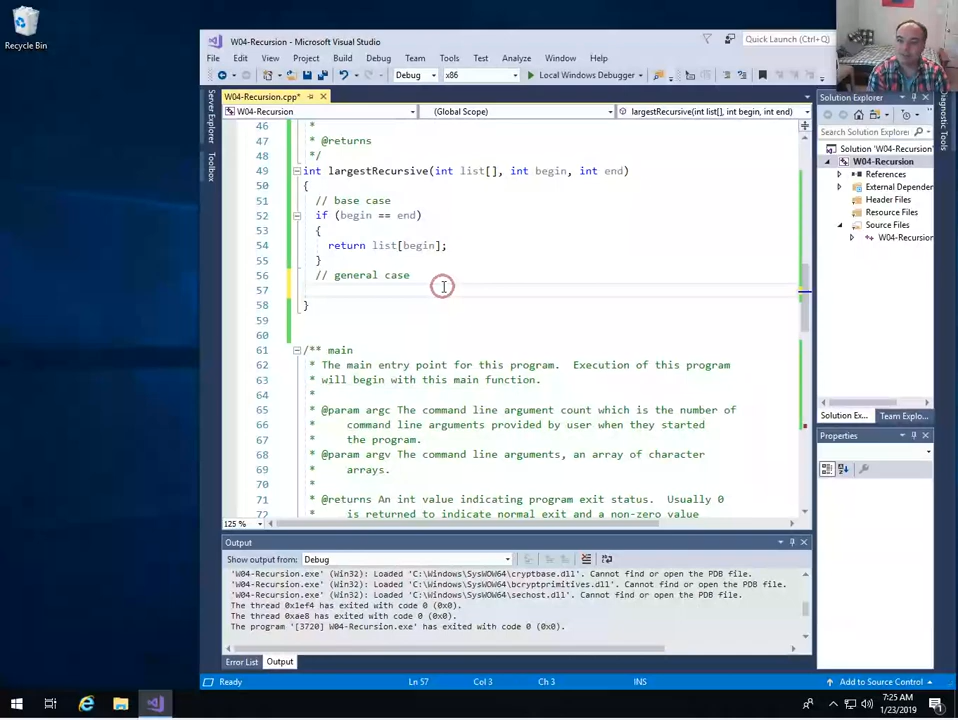 Recycle Bin
W04-Recursion - Microsoft Visual Studio
Quick Launch (Ctrl+Q)
File Edit View Project Build Debug Team Tools Test Analyze Window Help
Debug x86 Local Windows Debugger
Server Explorer
Toolbox
W04-Recursion.cpp*
W04-Recursion (Global Scope) largestRecursive(int list[], int begin, int end)
46 *
47 * @returns
48 */
49 int largestRecursive(int list[], int begin, int end)
50 {
51 // base case
52 if (begin == end)
53 {
54 return list[begin];
55 }
56 // general case
57
58 }
59
60
61 /** main
62 * The main entry point for this program.  Execution of this program
63 * will begin with this main function.
64 *
65 * @param argc The command line argument count which is the number of
66 * command line arguments provided by user when they started
67 * the program.
68 * @param argv The command line arguments, an array of character
69 * arrays.
70 *
71 * @returns An int value indicating program exit status.  Usually 0
72 is returned to indicate normal exit and a non-zero value
125 %
Solution Explorer
Search Solution Explorer
Solution 'W04-Recursion'
W04-Recursion
References
External Dependen
Header Files
Resource Files
Source Files
W04-Recursion
Solution Ex... Team Explo...
Properties
Diagnostic Tools
Output
Show output from: Debug
'W04-Recursion.exe' (Win32): Loaded 'C:\Windows\SysWOW64\cryptbase.dll'. Cannot find or open the PDB file.
'W04-Recursion.exe' (Win32): Loaded 'C:\Windows\SysWOW64\bcryptprimitives.dll'. Cannot find or open the PDB file.
'W04-Recursion.exe' (Win32): Loaded 'C:\Windows\SysWOW64\sechost.dll'. Cannot find or open the PDB file.
The thread 0x1ef4 has exited with code 0 (0x0).
The thread 0xae8 has exited with code 0 (0x0).
The program '[3720] W04-Recursion.exe' has exited with code 0 (0x0).
Error List Output
Ready Ln 57 Col 3 Ch 3 INS Add to Source Control
7:25 AM
1/23/2019